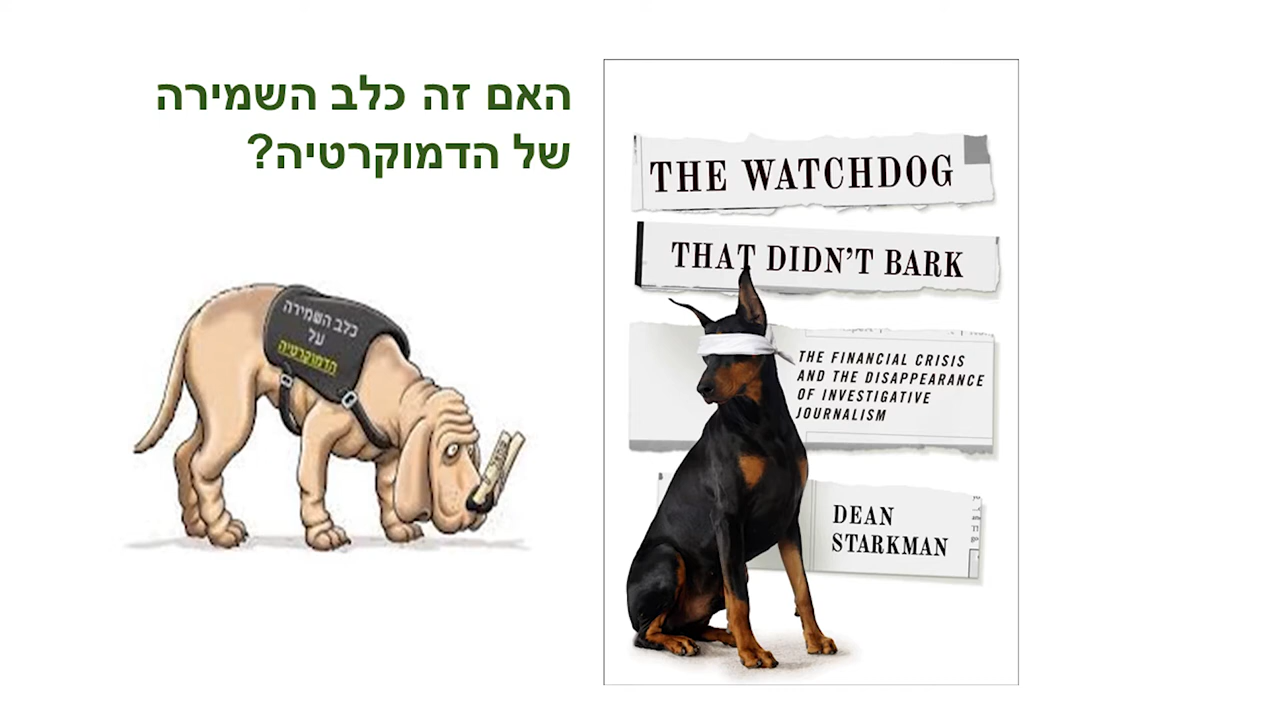 האם זה כלב השמירה
של הדמוקרטיה?
כלב השמירה
על
הדמוקרטיה
THE WATCHDOG
THAT DIDN'T BARK
THE FINANCIAL CRISIS
AND THE DISAPPEARANCE
OF INVESTIGATIVE
JOURNALISM
DEAN
STARKMAN